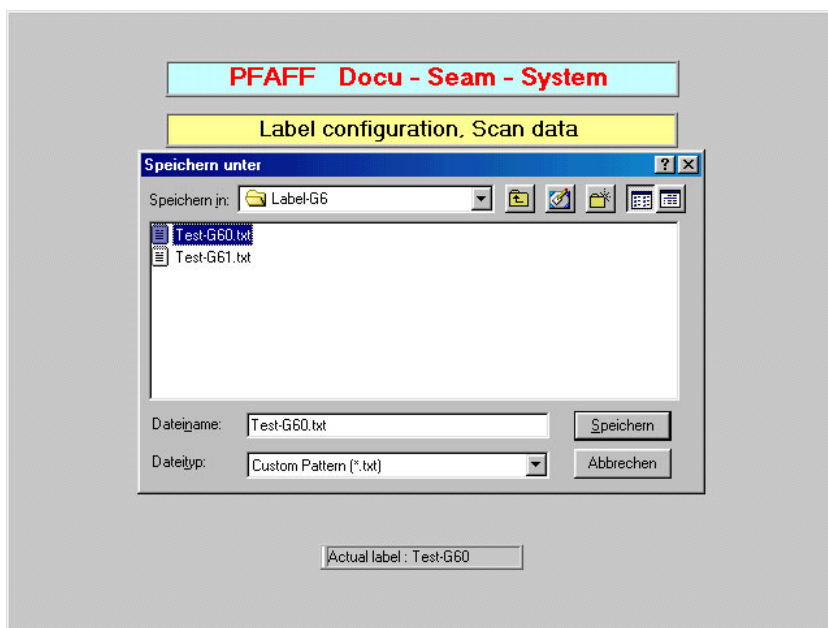 PFAFF Docu - Seam - System
Label configuration, Scan data
Speichern unter
Speichern in: Label-G6
Test-G60.txt
Test-G61.txt
Dateiname: Test-G60.txt Speichern
Dateityp: Custom Pattern (*.txt) Abbrechen
Actual label : Test-G60